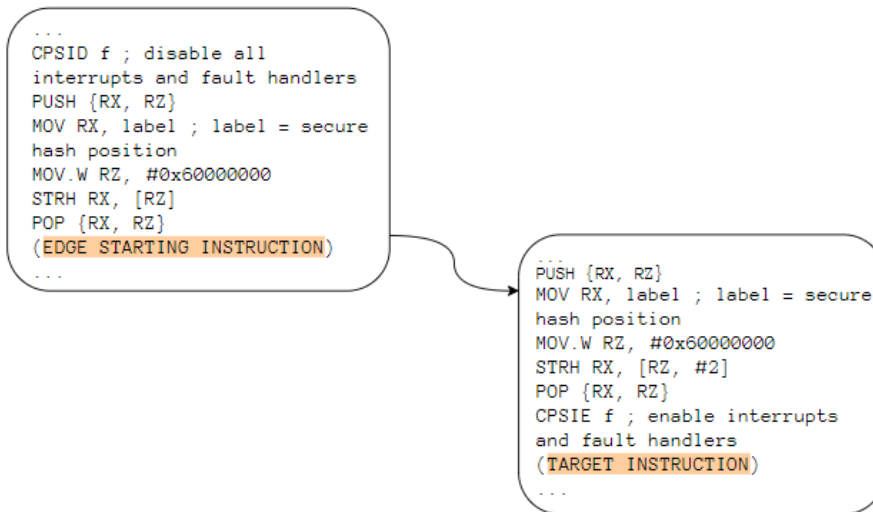 ...
CPSID f ; disable all
interrupts and fault handlers
PUSH {RX, RZ}
MOV RX, label ; label = secure
hash position
MOV.W RZ, #0x60000000
STRH RX, [RZ]
POP {RX, RZ}
(EDGE STARTING INSTRUCTION)
...
...
PUSH {RX, RZ}
MOV RX, label ; label = secure
hash position
MOV.W RZ, #0x60000000
STRH RX, [RZ, #2]
POP {RX, RZ}
CPSIE f ; enable interrupts
and fault handlers
(TARGET INSTRUCTION)
...